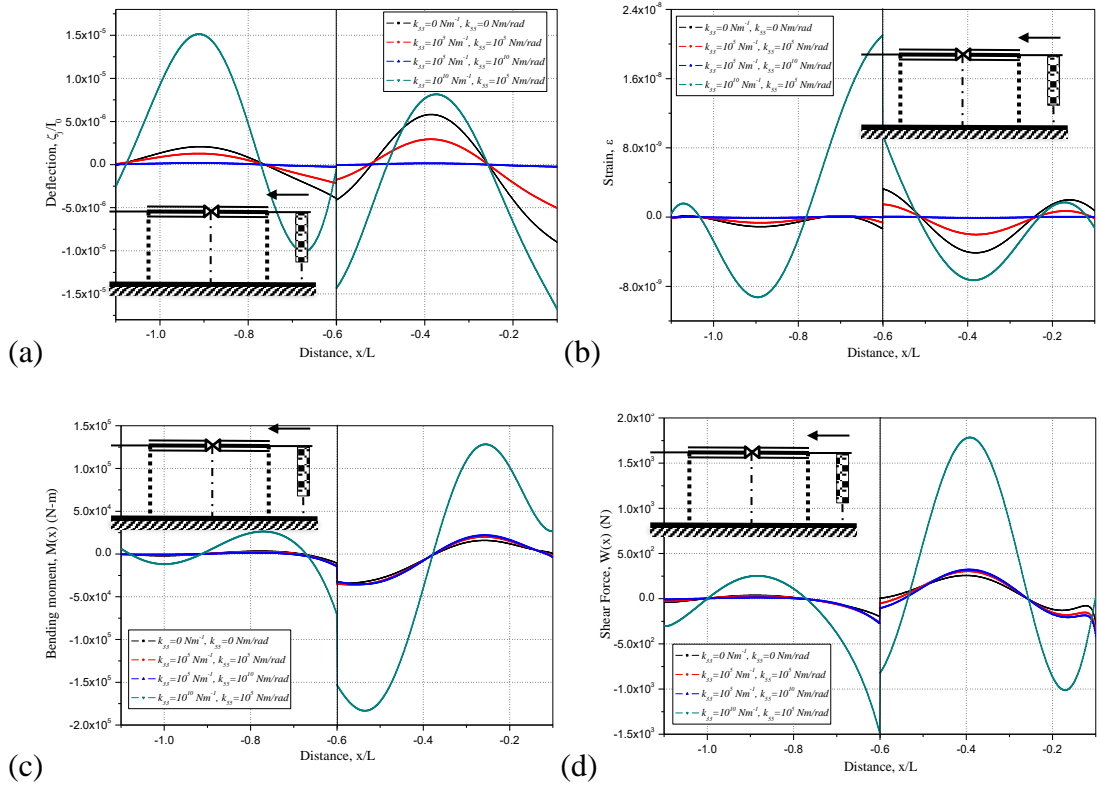 1.5x10⁻⁵
1.0x10⁻⁵
5.0x10⁻⁶
0.0
-5.0x10⁻⁶
-1.0x10⁻⁵
-1.5x10⁻⁵
Deflection, ζⱼ/I₀
k₃₃=0 Nm⁻¹, k₅₅=0 Nm/rad
k₃₃=10⁵ Nm⁻¹, k₅₅=10⁵ Nm/rad
k₃₃=10⁵ Nm⁻¹, k₅₅=10¹⁰ Nm/rad
k₃₃=10¹⁰ Nm⁻¹, k₅₅=10⁵ Nm/rad
-1.0 -0.8 -0.6 -0.4 -0.2
Distance, x/L
(a)
2.4x10⁻⁸
1.6x10⁻⁸
8.0x10⁻⁹
0.0
-8.0x10⁻⁹
Strain, ε
k₃₃=0 Nm⁻¹, k₅₅=0 Nm/rad
k₃₃=10⁵ Nm⁻¹, k₅₅=10⁵ Nm/rad
k₃₃=10⁵ Nm⁻¹, k₅₅=10¹⁰ Nm/rad
k₃₃=10¹⁰ Nm⁻¹, k₅₅=10⁵ Nm/rad
-1.0 -0.8 -0.6 -0.4 -0.2
Distance, x/L
(b)
1.5x10⁵
1.0x10⁵
5.0x10⁴
0.0
-5.0x10⁴
-1.0x10⁵
-1.5x10⁵
-2.0x10⁵
Bending moment, M(x) (N-m)
k₃₃=0 Nm⁻¹, k₅₅=0 Nm/rad
k₃₃=10⁵ Nm⁻¹, k₅₅=10⁵ Nm/rad
k₃₃=10⁵ Nm⁻¹, k₅₅=10¹⁰ Nm/rad
k₃₃=10¹⁰ Nm⁻¹, k₅₅=10⁵ Nm/rad
-1.0 -0.8 -0.6 -0.4 -0.2
Distance, x/L
(c)
2.0x10³
1.5x10³
1.0x10³
5.0x10²
0.0
-5.0x10²
-1.0x10³
-1.5x10³
Shear Force, W(x) (N)
k₃₃=0 Nm⁻¹, k₅₅=0 Nm/rad
k₃₃=10⁵ Nm⁻¹, k₅₅=10⁵ Nm/rad
k₃₃=10⁵ Nm⁻¹, k₅₅=10¹⁰ Nm/rad
k₃₃=10¹⁰ Nm⁻¹, k₅₅=10⁵ Nm/rad
-1.0 -0.8 -0.6 -0.4 -0.2
Distance, x/L
(d)